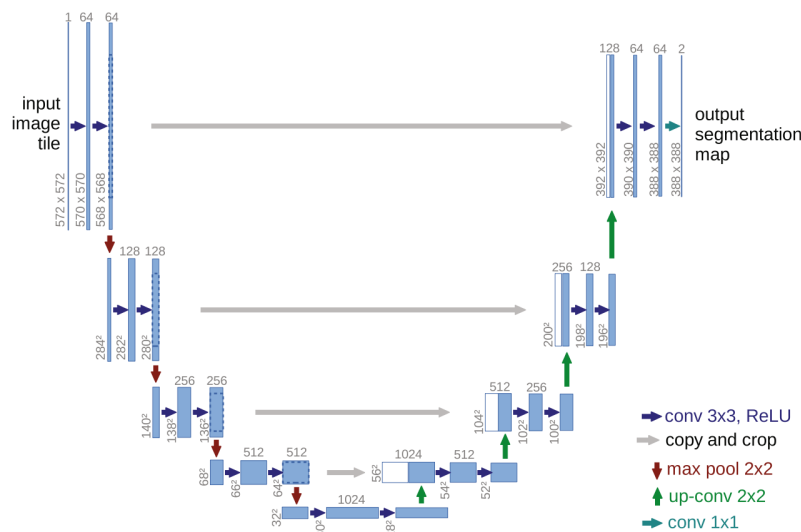 1 64 64
128 64 64 2
input
image
tile
output
segmentation
map
572 x 572
570 x 570
568 x 568
392 x 392
390 x 390
388 x 388
388 x 388
128 128
256 128
284²
282²
280²
200²
198²
196²
256 256
512 256
140²
138²
136²
104²
102²
100²
512 512
1024 512
68²
66²
64²
56²
54²
52²
1024
32²
0²
8²
conv 3x3, ReLU
copy and crop
max pool 2x2
up-conv 2x2
conv 1x1